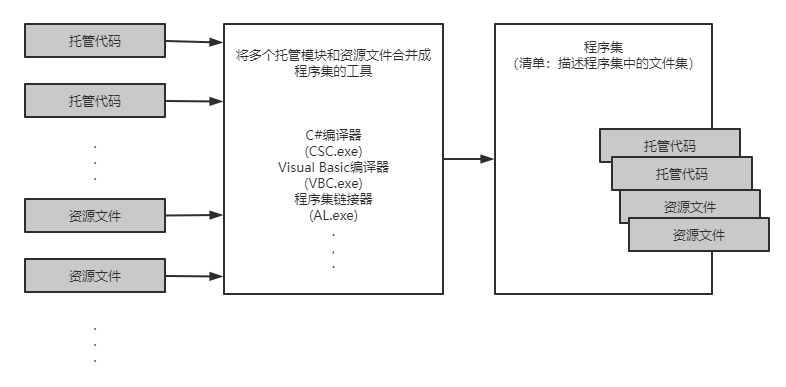 托管代码
托管代码
.
.
.
资源文件
资源文件
.
.
.
将多个托管模块和资源文件合并成
程序集的工具
C#编译器
(CSC.exe)
Visual Basic编译器
(VBC.exe)
程序集链接器
(AL.exe)
.
,
.
程序集
（清单：描述程序集中的文件集）
托管代码
托管代码
资源文件
资源文件